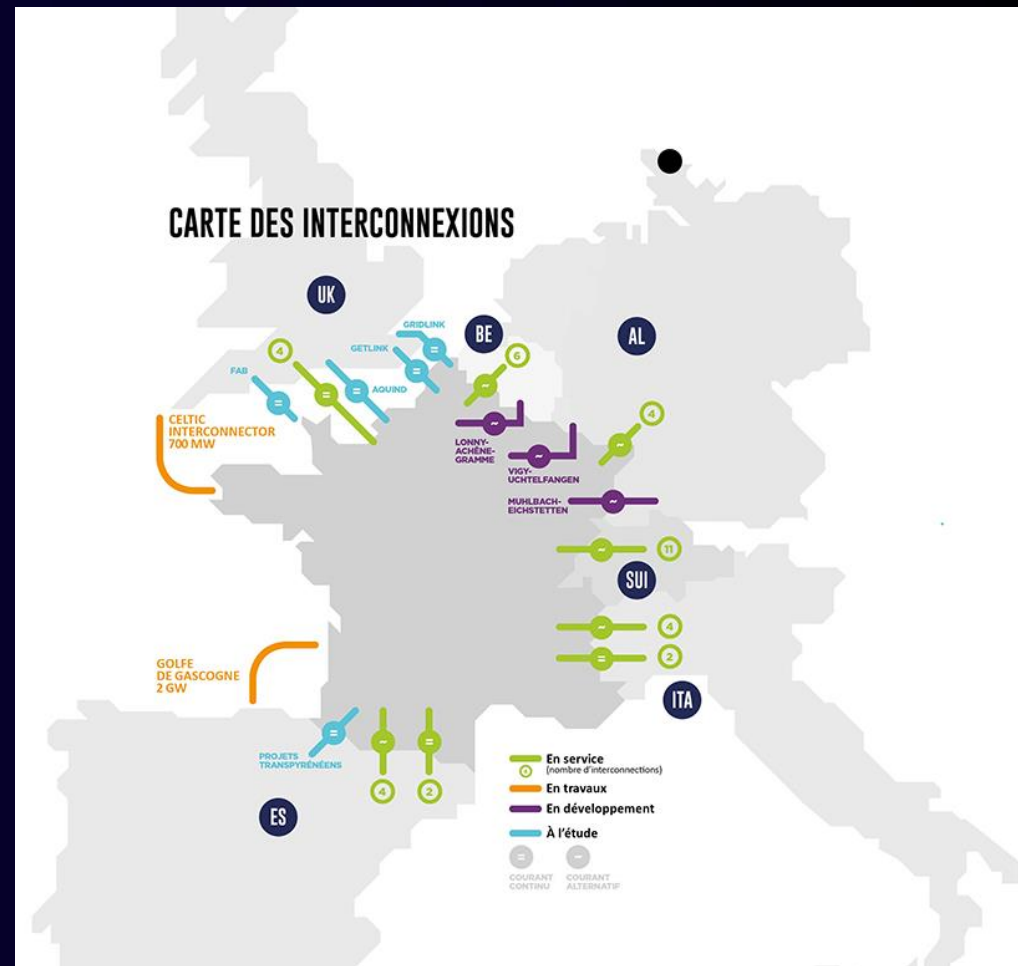 CARTE DES INTERCONNEXIONS
UK
GRIDLINK
BE
AL
GETLINK
6
4
FAB
AQUIND
=
=
=
=
=
~
CELTIC
INTERCONNECTOR
700 MW
4
~
~
LONNY-
ACHÈNE-
GRAMME
~
VIGY-
UCHTELFANGEN
MUHLBACH-
EICHSTETTEN
~
~
11
SUI
~
4
=
2
GOLFE
DE GASCOGNE
2 GW
ITA
=
~
=
PROJETS
TRANSPYRÉNÉENS
4
2
ES
En service
(nombre d'interconnections)
En travaux
En développement
À l'étude
=
~
COURANT
CONTINU
COURANT
ALTERNATIF